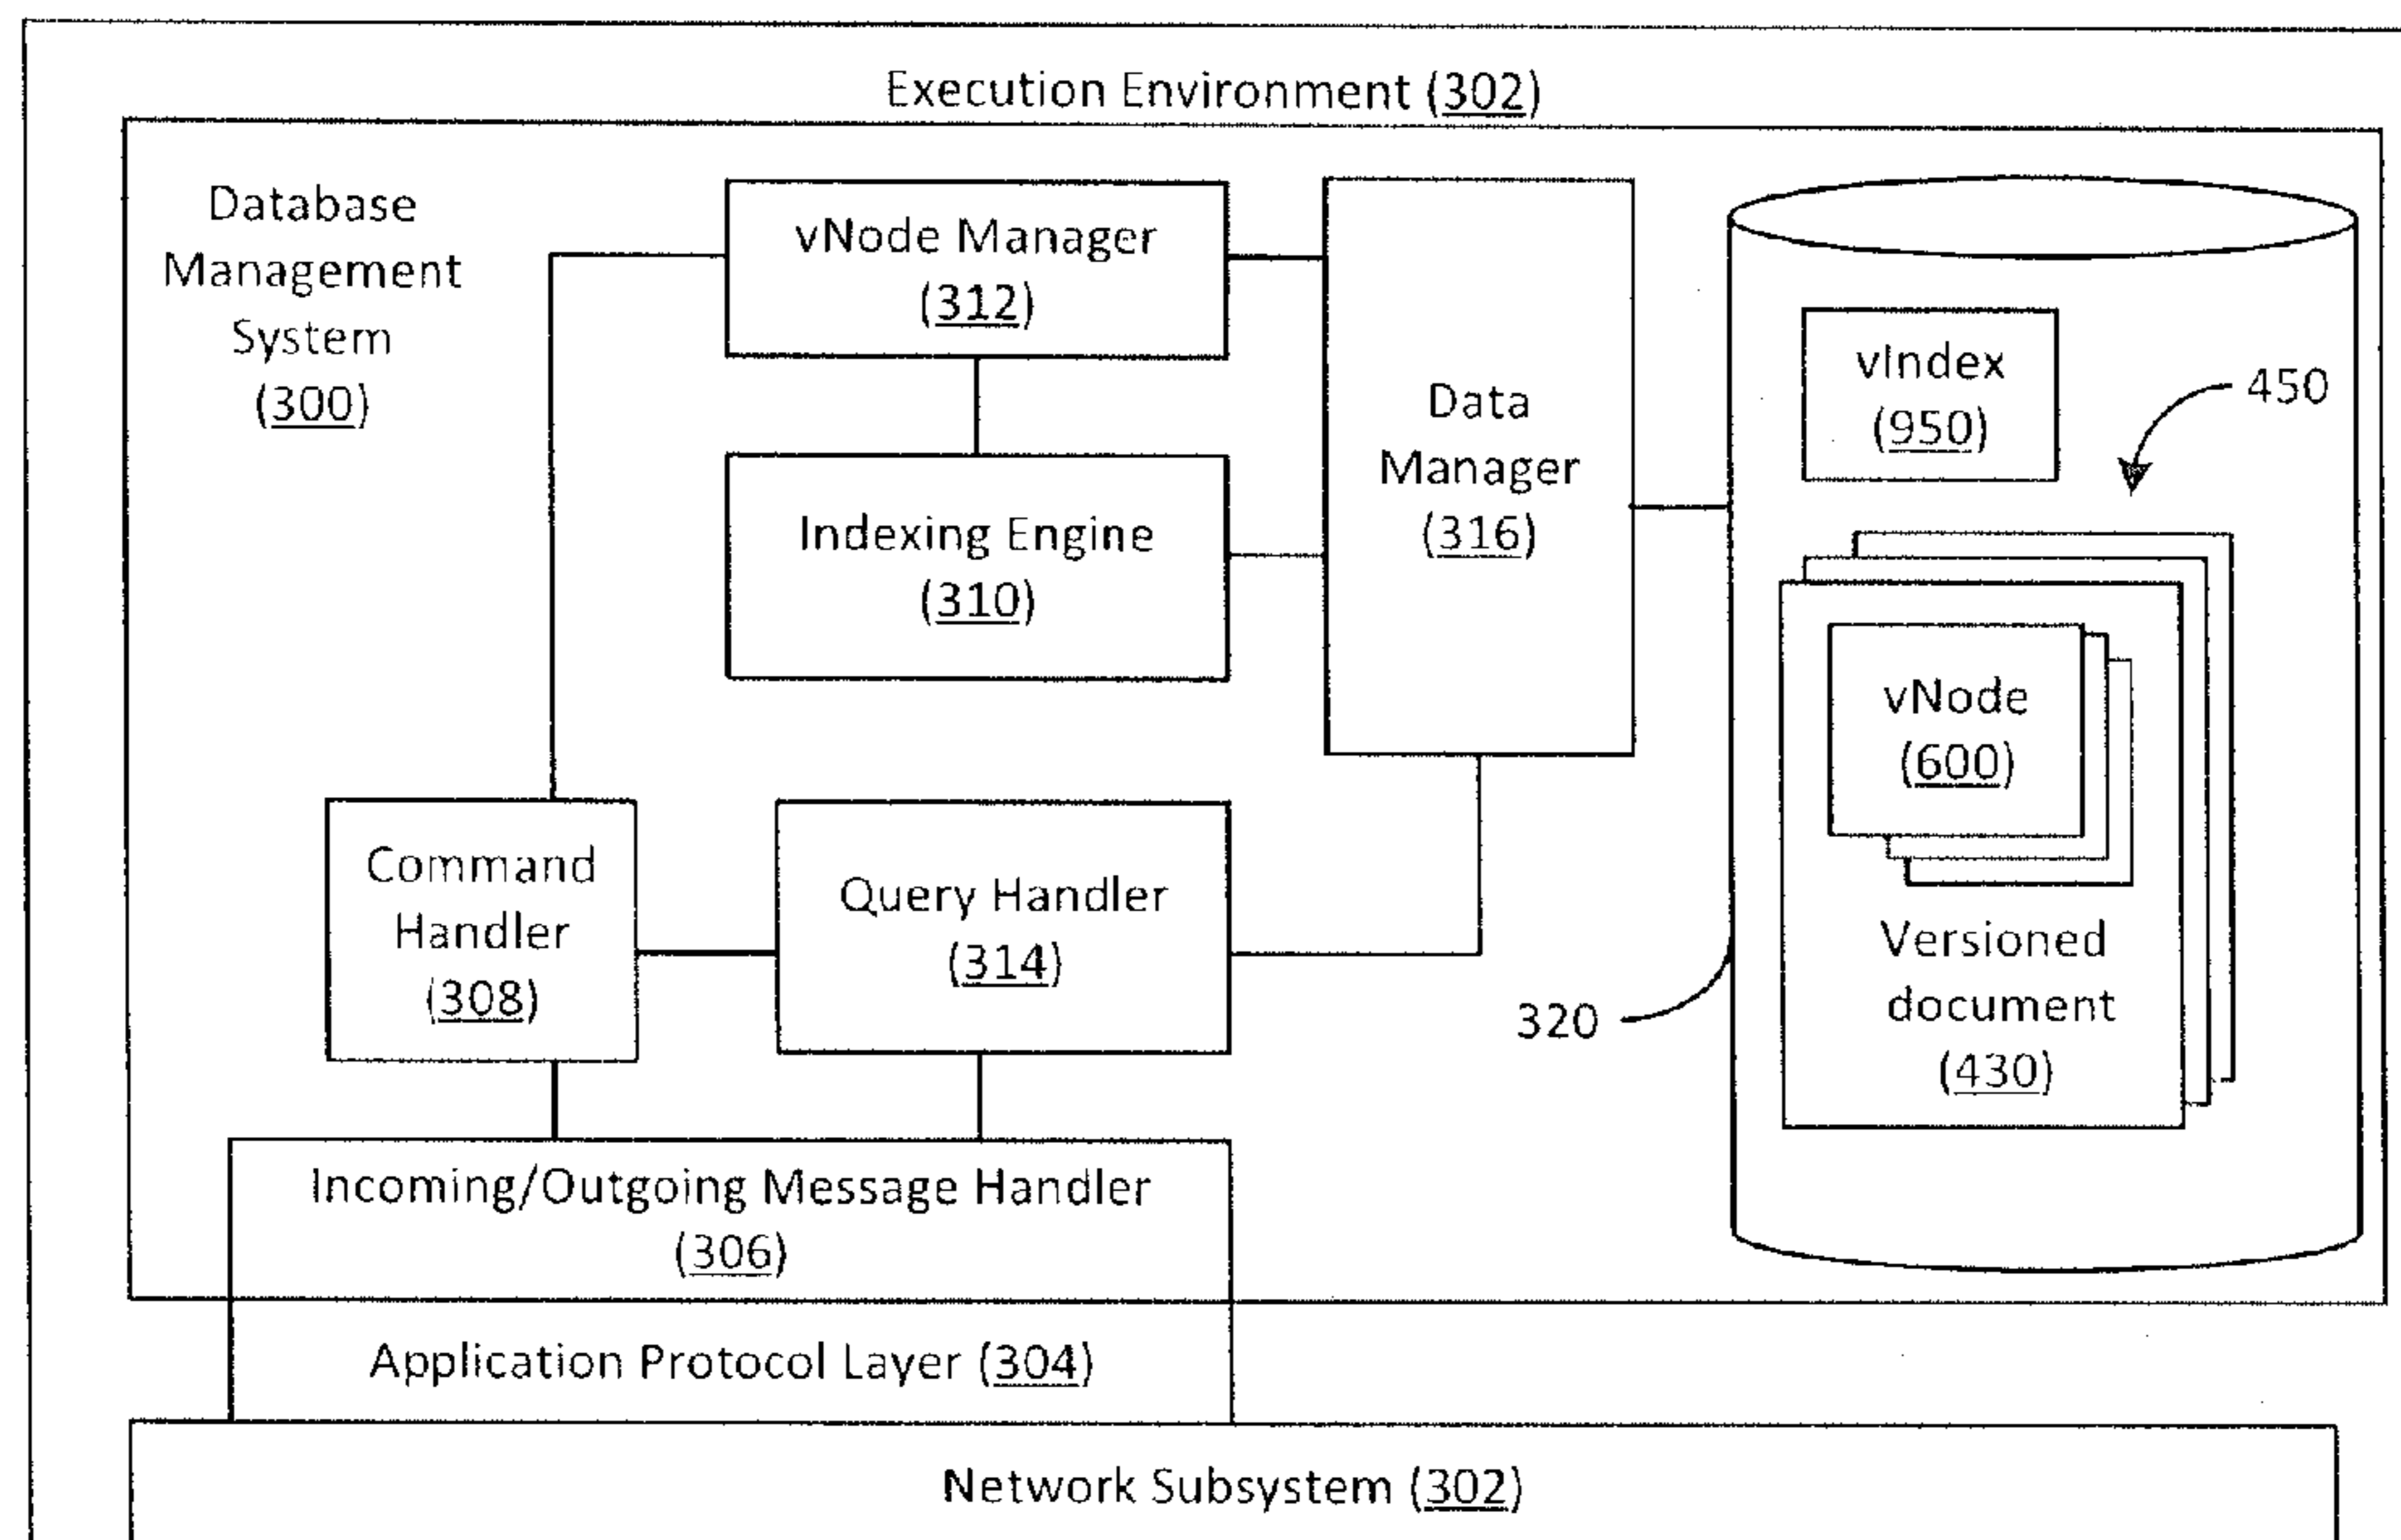 Execution Environment (302)
Database
Management
System
(300)
vNode Manager
(312)
Indexing Engine
(310)
Data
Manager
(316)
vIndex
(950)
450
vNode
(600)
Versioned
document
(430)
320
Command
Handler
(308)
Query Handler
(314)
Incoming/Outgoing Message Handler
(306)
Application Protocol Layer (304)
Network Subsystem (302)